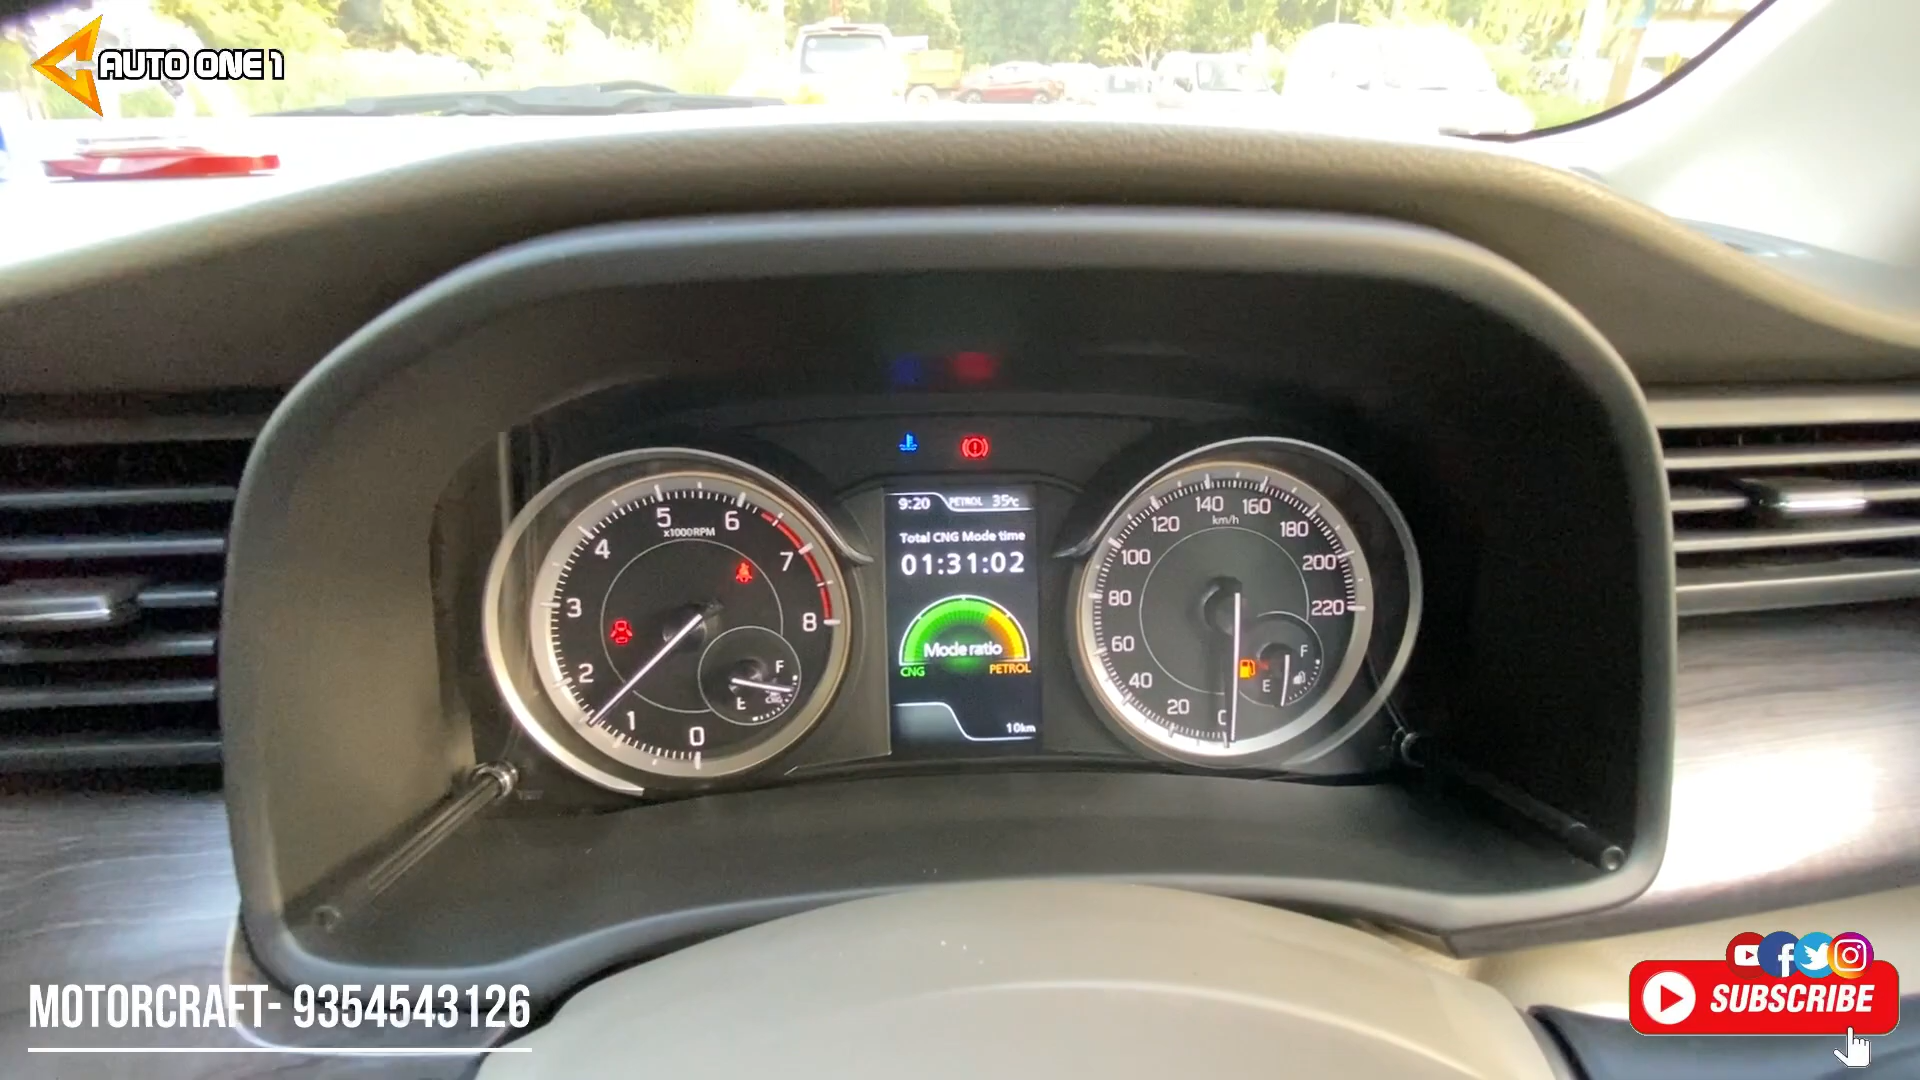 AUTO ONE 1
9:20 PETROL 35°C
Total CNG Mode time
01:31:02
Mode ratio
CNG PETROL
10km
5
6
x1000RPM
4
7
3
8
2
1
0
F
E
CNG
140
160
km/h
120
180
100
200
80
220
60
40
20
0
F
E
MOTORCRAFT- 9354543126
SUBSCRIBE